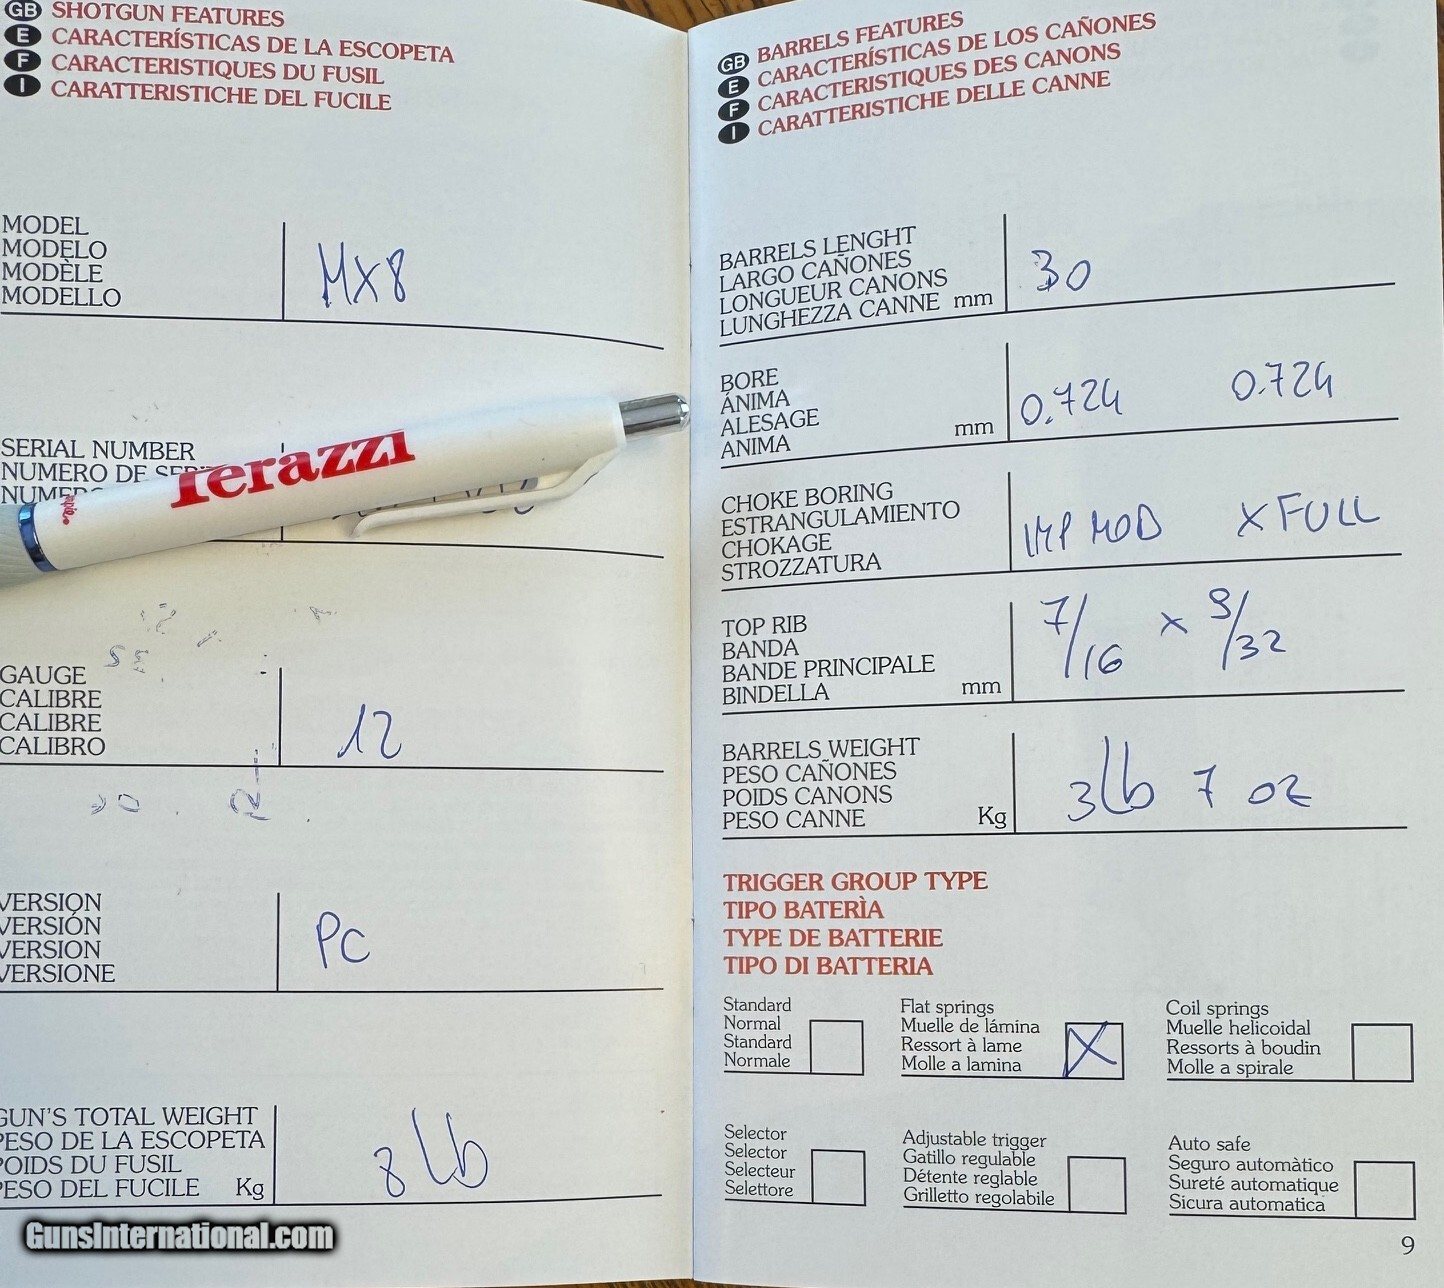 GB SHOTGUN FEATURES
E CARACTERÍSTICAS DE LA ESCOPETA
F CARACTERISTIQUES DU FUSIL
I CARATTERISTICHE DEL FUCILE
MODEL
MODELO
MODÈLE
MODELLO
MX8
SERIAL NUMBER
NUMERO DE
Perazzi
GAUGE
CALIBRE
CALIBRE
CALIBRO
12
VERSION
VERSIÓN
VERSION
VERSIONE
PC
GUN'S TOTAL WEIGHT
PESO DE LA ESCOPETA
POIDS DU FUSIL
PESO DEL FUCILE Kg
8 lb
GunsInternational.com
GB BARRELS FEATURES
E CARACTERÍSTICAS DE LOS CAÑONES
F CARACTERISTIQUES DES CANONS
I CARATTERISTICHE DELLE CANNE
BARRELS LENGHT
LARGO CAÑONES
LONGUEUR CANONS
LUNGHEZZA CANNE mm
30
BORE
ÁNIMA
ALESAGE
ANIMA mm
0.724 0.724
CHOKE BORING
ESTRANGULAMIENTO
CHOKAGE
STROZZATURA
IMP MOD X FULL
TOP RIB
BANDA
BANDE PRINCIPALE
BINDELLA mm
7/16 x 9/32
BARRELS WEIGHT
PESO CAÑONES
POIDS CANONS
PESO CANNE Kg
3 lb 7 oz
TRIGGER GROUP TYPE
TIPO BATERÌA
TYPE DE BATTERIE
TIPO DI BATTERIA
Standard
Normal
Standard
Normale
Flat springs
Muelle de lámina
Ressort à lame
Molle a lamina
X
Coil springs
Muelle helicoidal
Ressorts à boudin
Molle a spirale
Selector
Selector
Selecteur
Selettore
Adjustable trigger
Gatillo regulable
Détente reglable
Grilletto regolabile
Auto safe
Seguro automàtico
Sureté automatique
Sicura automatica
9